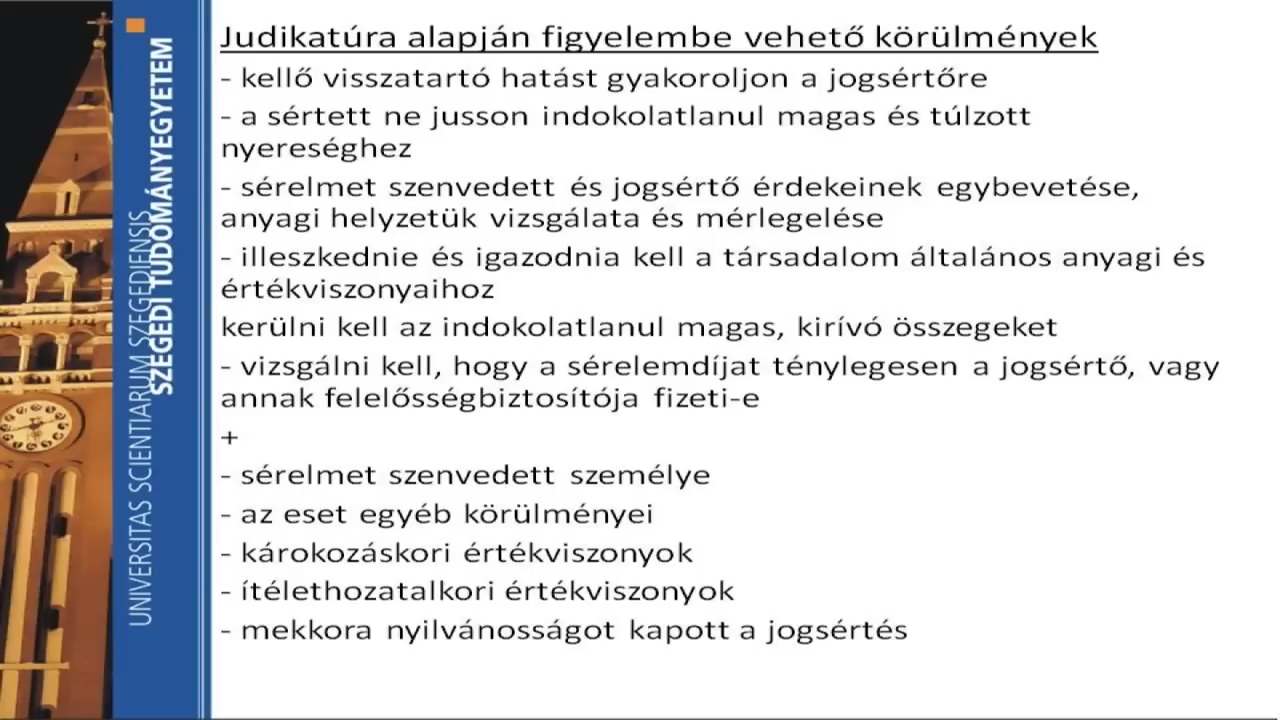 UNIVERSITAS SCIENTIARUM SZEGEDIENSIS
SZEGEDI TUDOMÁNYEGYETEM
Judikatúra alapján figyelembe vehető körülmények
- kellő visszatartó hatást gyakoroljon a jogsértőre
- a sértett ne jusson indokolatlanul magas és túlzott
nyereséghez
- sérelmet szenvedett és jogsértő érdekeinek egybevetése,
anyagi helyzetük vizsgálata és mérlegelése
- illeszkednie és igazodnia kell a társadalom általános anyagi és
értékviszonyaihoz
kerülni kell az indokolatlanul magas, kirívó összegeket
- vizsgálni kell, hogy a sérelemdíjat ténylegesen a jogsértő, vagy
annak felelősségbiztosítója fizeti-e
+
- sérelmet szenvedett személye
- az eset egyéb körülményei
- károkozáskori értékviszonyok
- ítélethozatalkori értékviszonyok
- mekkora nyilvánosságot kapott a jogsértés